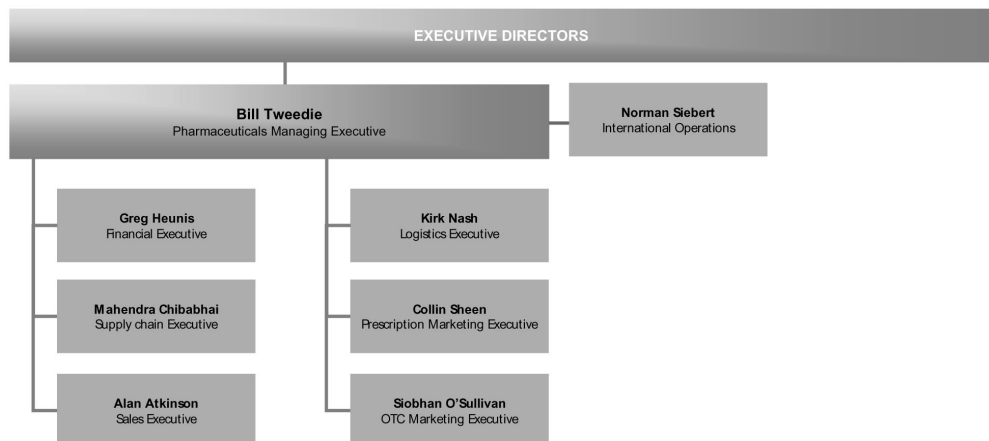 EXECUTIVE DIRECTORS
Bill Tweedie
Pharmaceuticals Managing Executive
Norman Siebert
International Operations
Greg Heunis
Financial Executive
Kirk Nash
Logistics Executive
Mahendra Chibabhai
Supply chain Executive
Collin Sheen
Prescription Marketing Executive
Alan Atkinson
Sales Executive
Siobhan O’Sullivan
OTC Marketing Executive